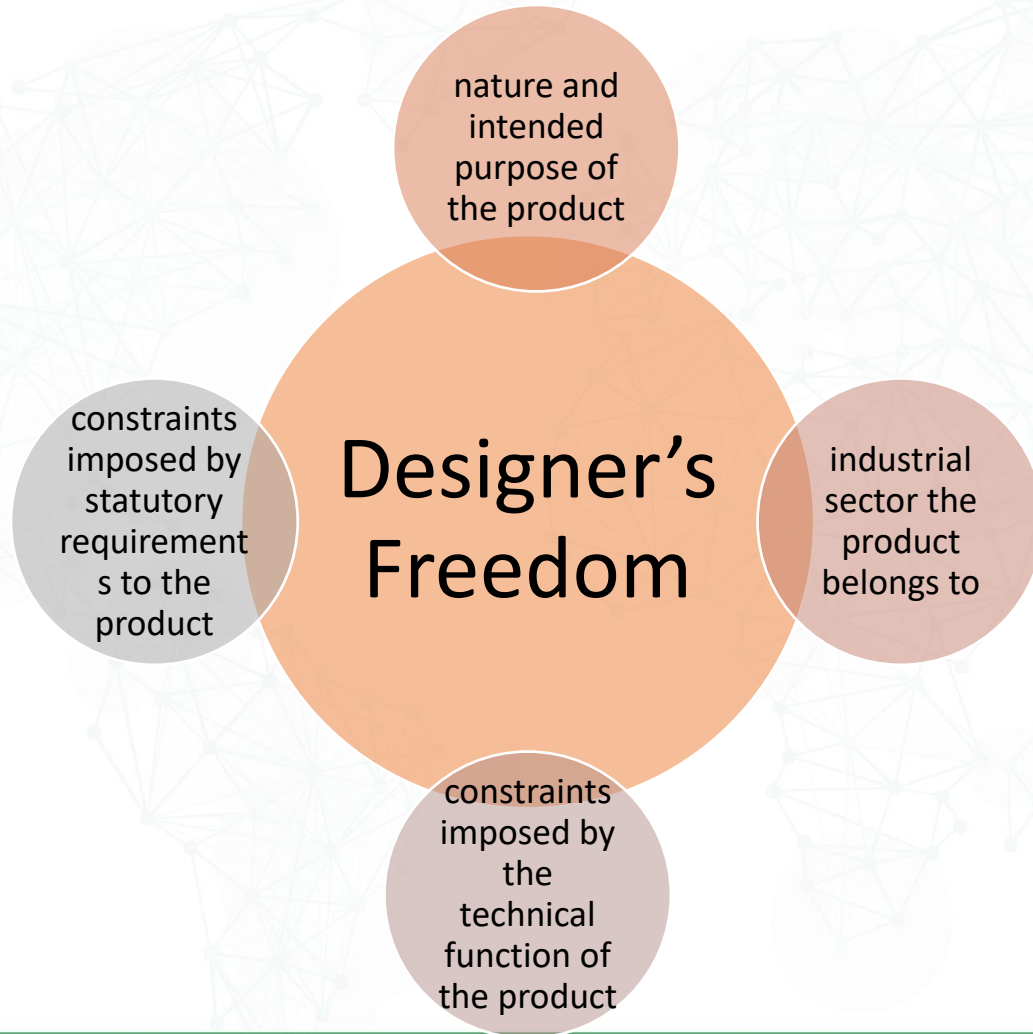 nature and
intended
purpose of
the product
constraints
imposed by
statutory
requirement
s to the
product
Designer’s
Freedom
industrial
sector the
product
belongs to
constraints
imposed by
the
technical
function of
the product